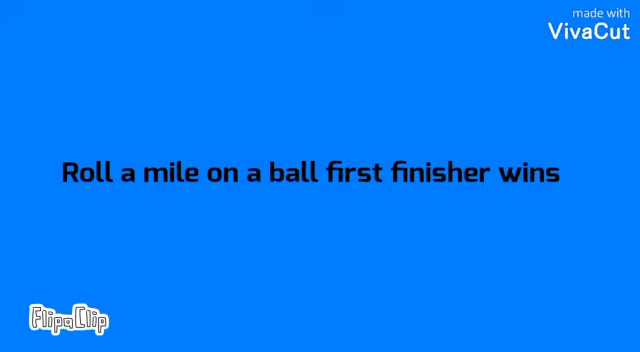 made with
VivaCut
Roll a mile on a ball first finisher wins
FlipaClip